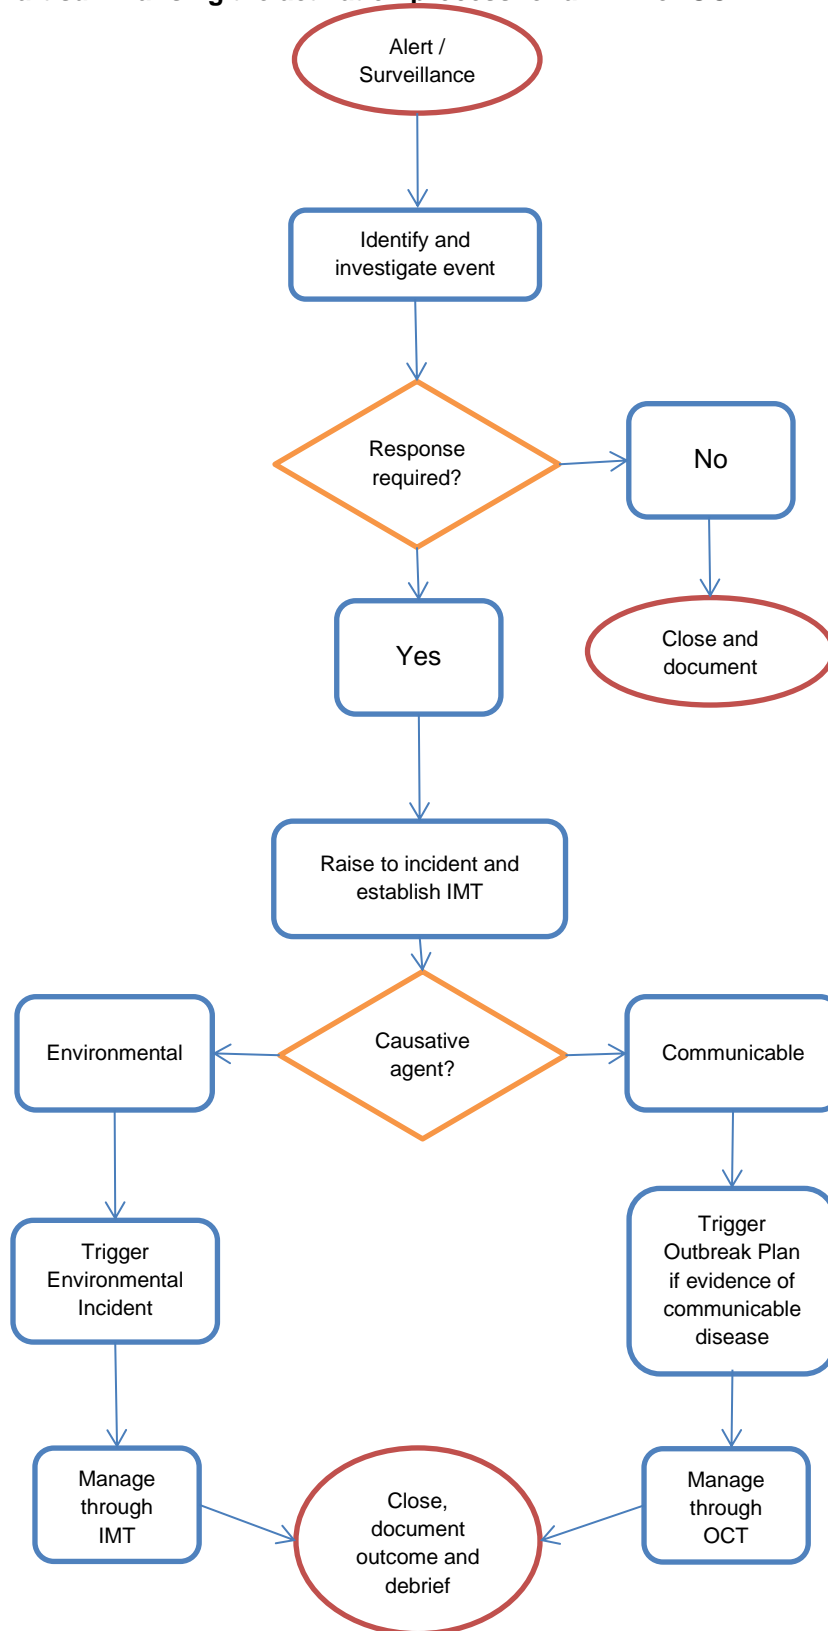 Alert /
Surveillance
Identify and
investigate event
Response
required?
No
Yes
Close and
document
Raise to incident and
establish IMT
Environmental
Causative
agent?
Communicable
Trigger
Environmental
Incident
Trigger
Outbreak Plan
if evidence of
communicable
disease
Manage
through
IMT
Close,
document
outcome and
debrief
Manage
through
OCT